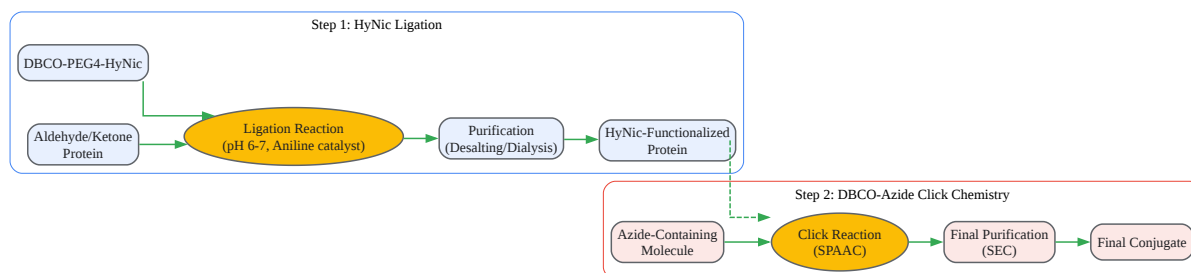 Step 1: HyNic Ligation
DBCO-PEG4-HyNic
Aldehyde/Ketone
Protein
Ligation Reaction
(pH 6-7, Aniline catalyst)
Purification
(Desalting/Dialysis)
HyNic-Functionalized
Protein
Step 2: DBCO-Azide Click Chemistry
Azide-Containing
Molecule
Click Reaction
(SPAAC)
Final Purification
(SEC)
Final Conjugate